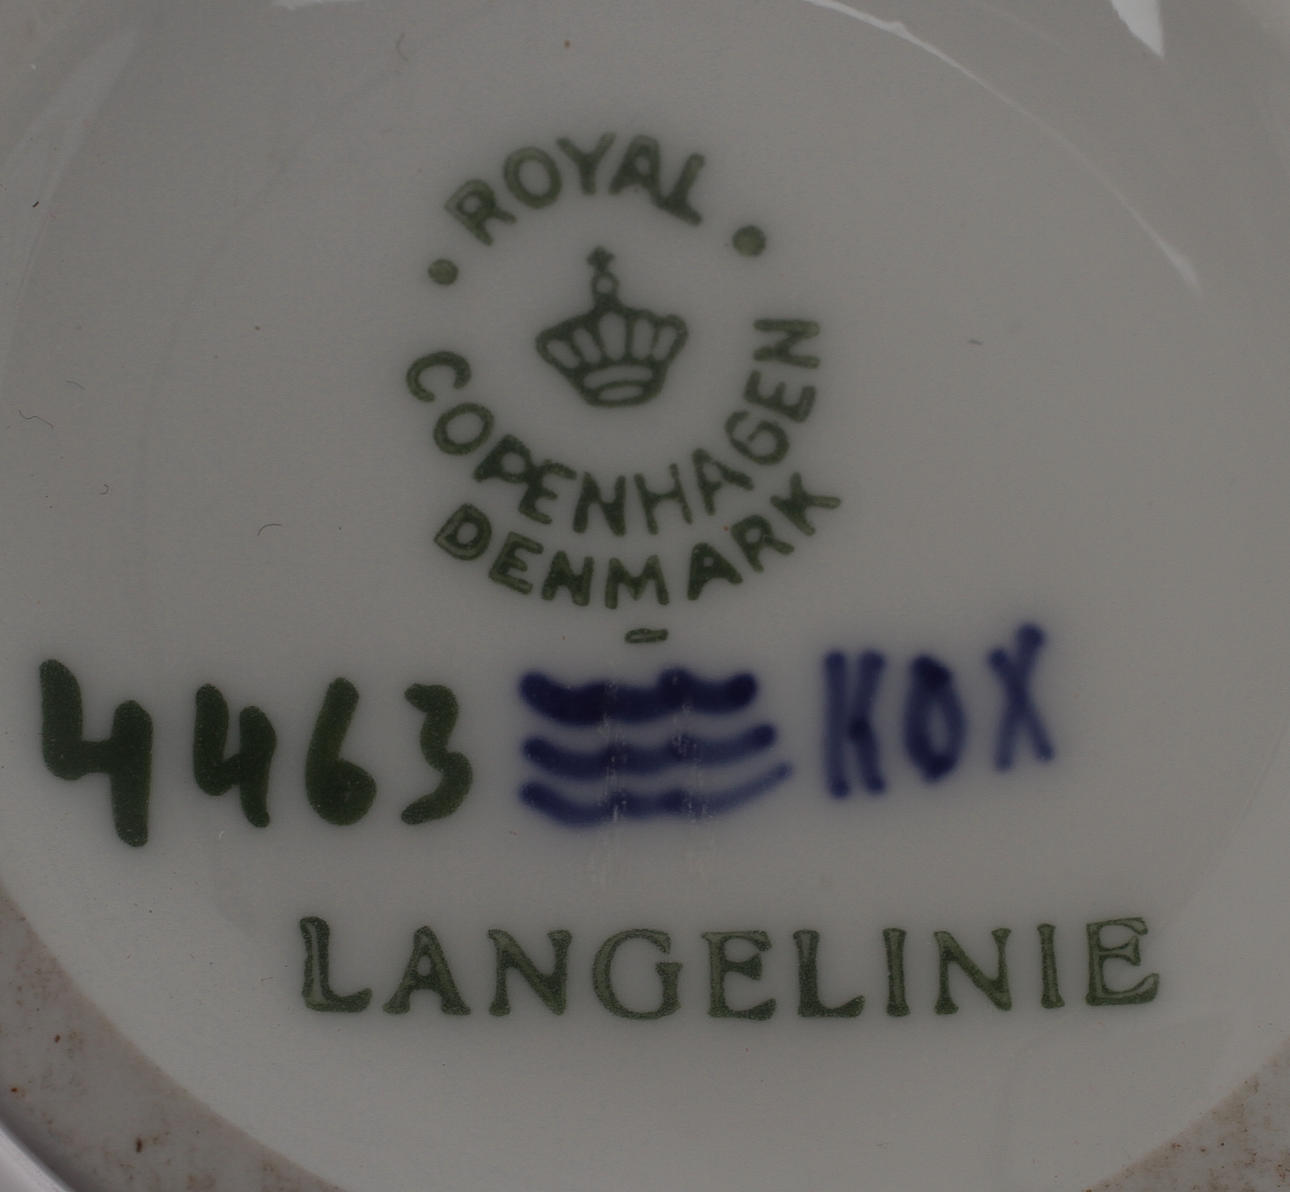 ROYAL
COPENHAGEN
DENMARK
4463 KOX
LANGELINIE